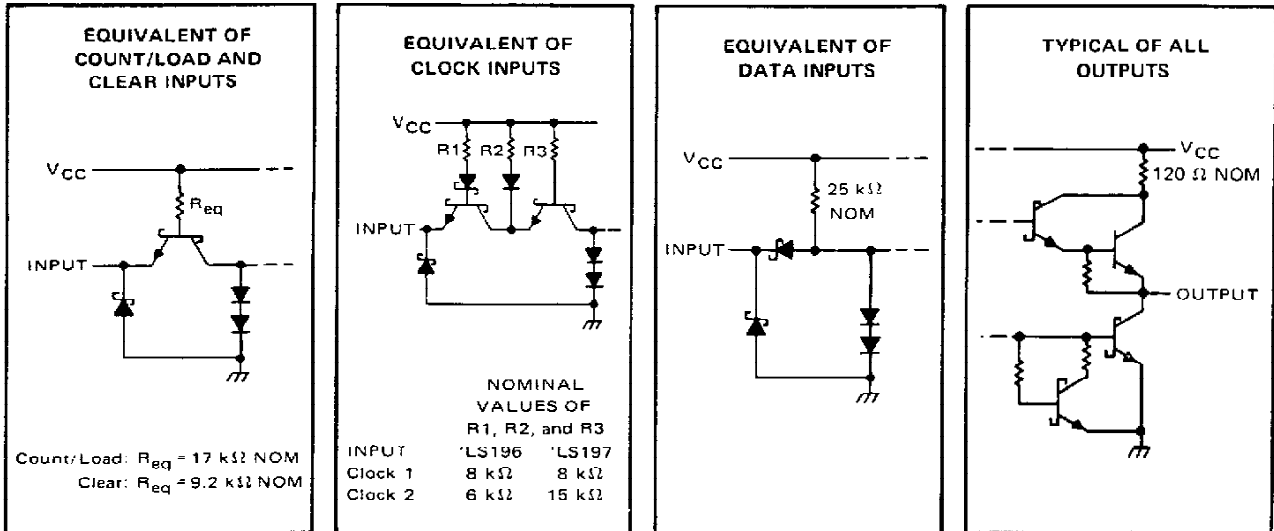 EQUIVALENT OF
COUNT/LOAD AND
CLEAR INPUTS
VCC
Req
INPUT
Count/Load: Req = 17 kΩ NOM
Clear: Req = 9.2 kΩ NOM
EQUIVALENT OF
CLOCK INPUTS
VCC
R1 R2 R3
INPUT
NOMINAL
VALUES OF
R1, R2, and R3
INPUT 'LS196 'LS197
Clock 1 8 kΩ 8 kΩ
Clock 2 6 kΩ 15 kΩ
EQUIVALENT OF
DATA INPUTS
VCC
25 kΩ
NOM
INPUT
TYPICAL OF ALL
OUTPUTS
VCC
120 Ω NOM
OUTPUT